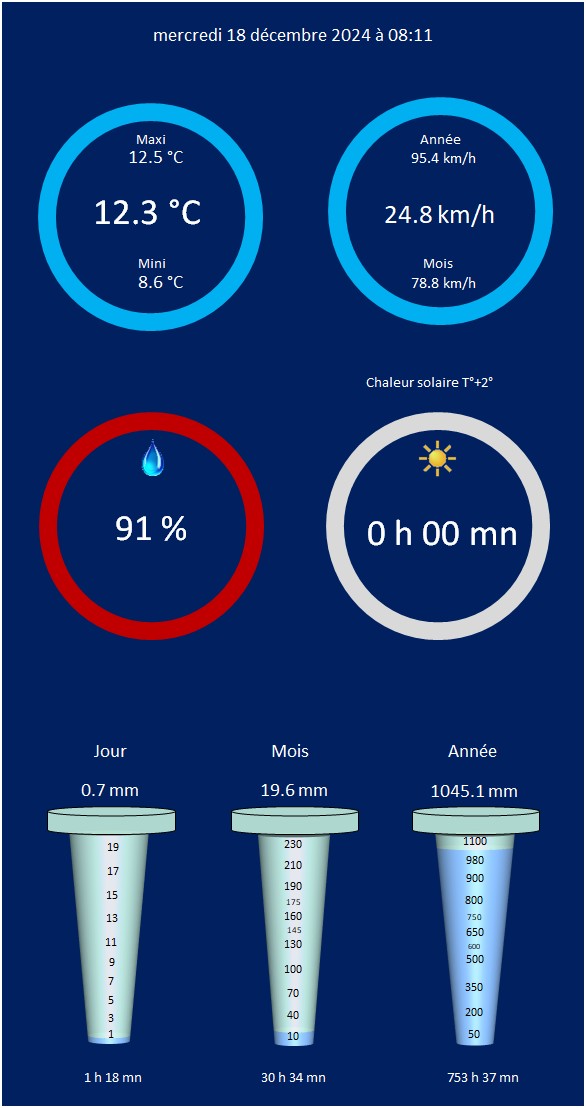 mercredi 18 décembre 2024 à 08:11
Maxi
12.5 °C
12.3 °C
Mini
8.6 °C
Année
95.4 km/h
24.8 km/h
Mois
78.8 km/h
Chaleur solaire T°+2°
91 %
0 h 00 mn
Jour
0.7 mm
19
17
15
13
11
9
7
5
3
1
1 h 18 mn
Mois
19.6 mm
230
210
190
175
160
145
130
100
70
40
10
30 h 34 mn
Année
1045.1 mm
1100
980
900
800
750
650
600
500
350
200
50
753 h 37 mn